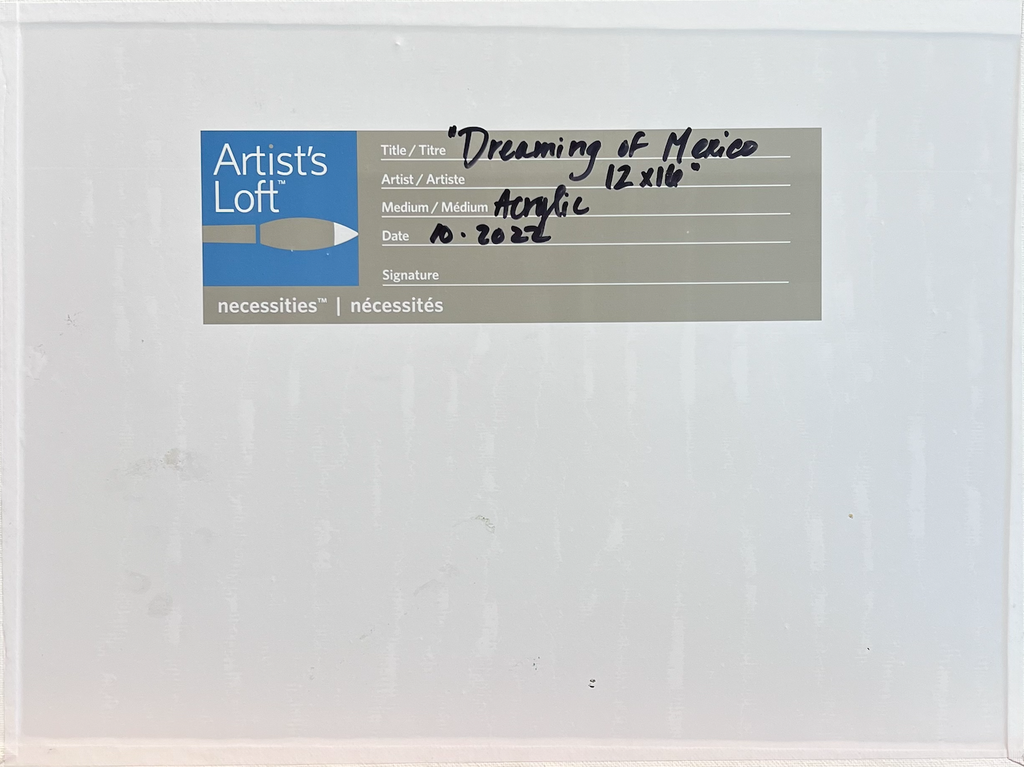 Artist's
Loft™
Title / Titre "Dreaming of Mexico
Artist / Artiste 12x16"
Medium / Médium Acrylic
Date 10.2022
Signature
necessities™ | nécessités